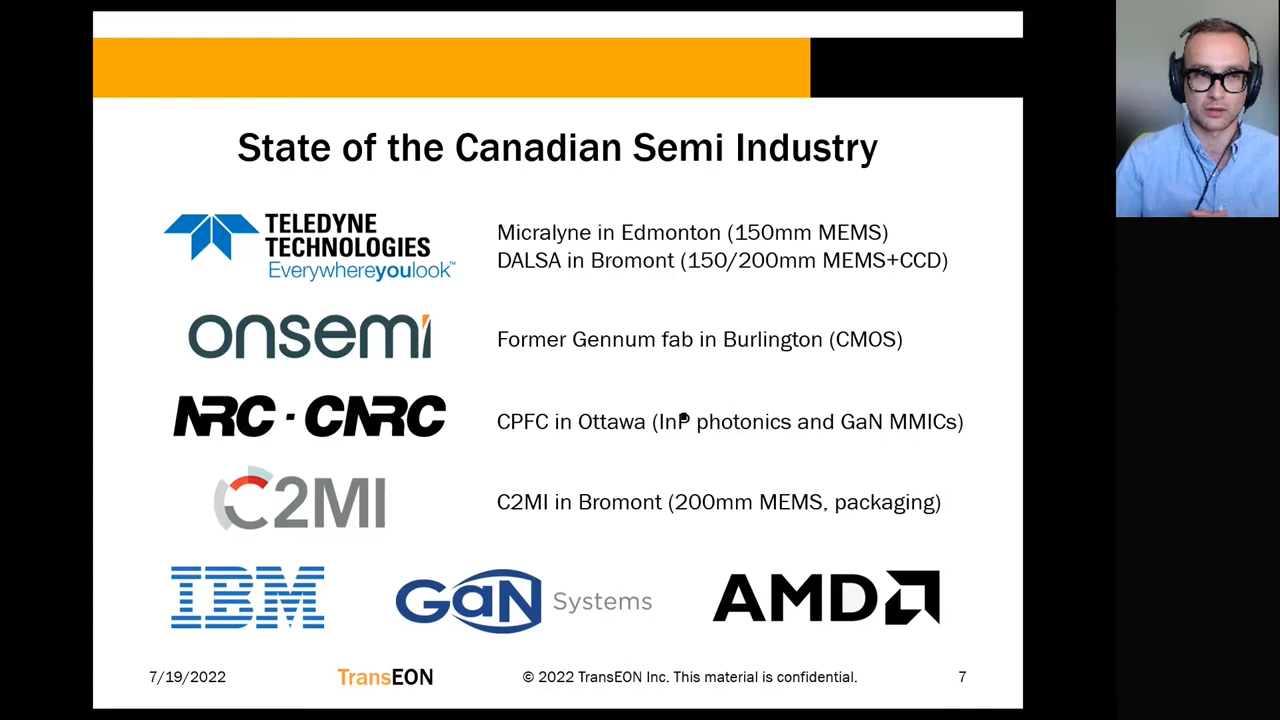 State of the Canadian Semi Industry
TELEDYNE
TECHNOLOGIES
Everywhereyoulook™
Micralyne in Edmonton (150mm MEMS)
DALSA in Bromont (150/200mm MEMS+CCD)
onsemi
Former Gennum fab in Burlington (CMOS)
NRC - CNRC
CPFC in Ottawa (InP photonics and GaN MMICs)
C2MI
C2MI in Bromont (200mm MEMS, packaging)
IBM
GaN Systems
AMD
7/19/2022
TransEON
© 2022 TransEON Inc. This material is confidential.
7